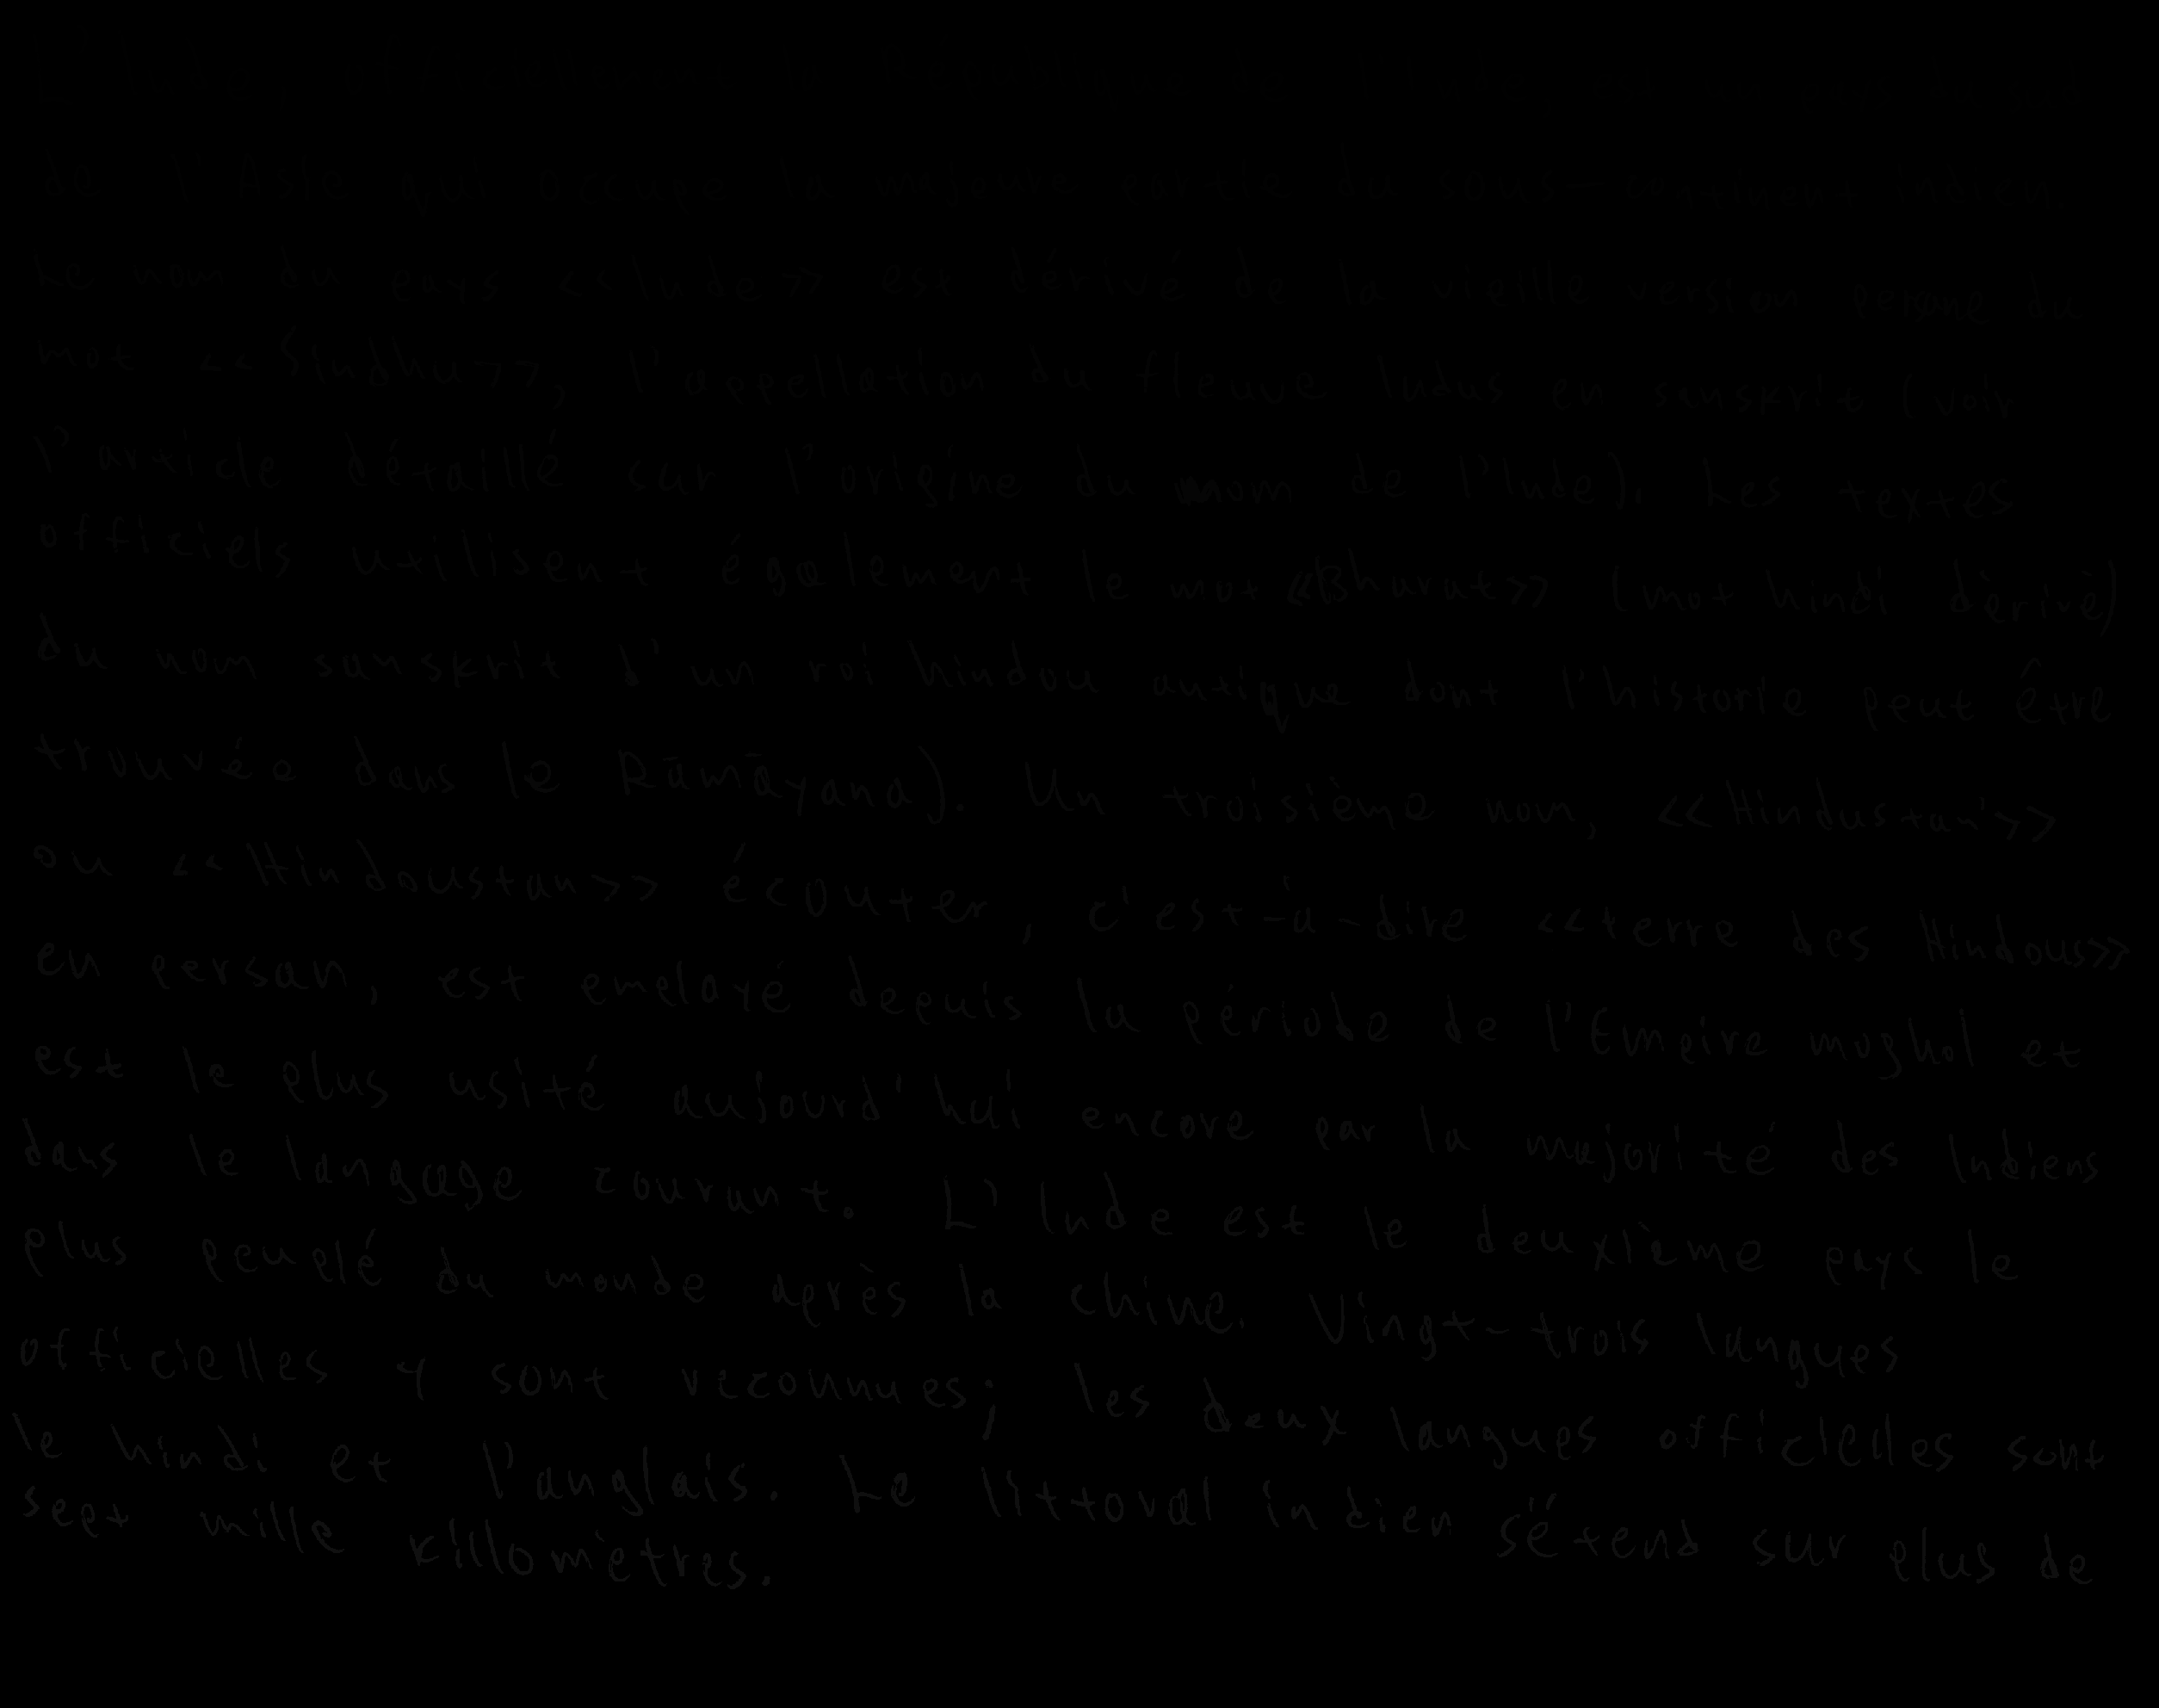 de l'Asie qui occupe la majoure partie du sous-continent indien.
Le nom du pays <<Inde>> est dérivé de la vieille version persane du
mot <<Sindhu>>, l'appellation du fleuve Indus en sanskrit (voir
l'article détaillé sur l'origine du nom de l'Inde). Les textes
officiels utilisent également le mot <<Bharat>> (mot hindi dérivé)
du nom sanskrit d'un roi hindou antique dont l'historie peut être
trouvée dans le Rāmāyana). Un troisième nom, <<Hindustan>>
ou <<Hindoustan>> écouter, c'est-à-dire <<terre des Hindous>>
en persan, est employé depuis la période de l'Empire moghol et
est le plus usité aujourd'hui encore par la majorité des Indiens
dans le langage courant. L'Inde est le deuxième pays le
plus peuplé du monde après la chine. Vingt-trois langues
officielles y sont reconnues; les deux langues officielles sont
le hindi et l'anglais. Le littoral indien s'étend sur plus de
sept mille killomètres.